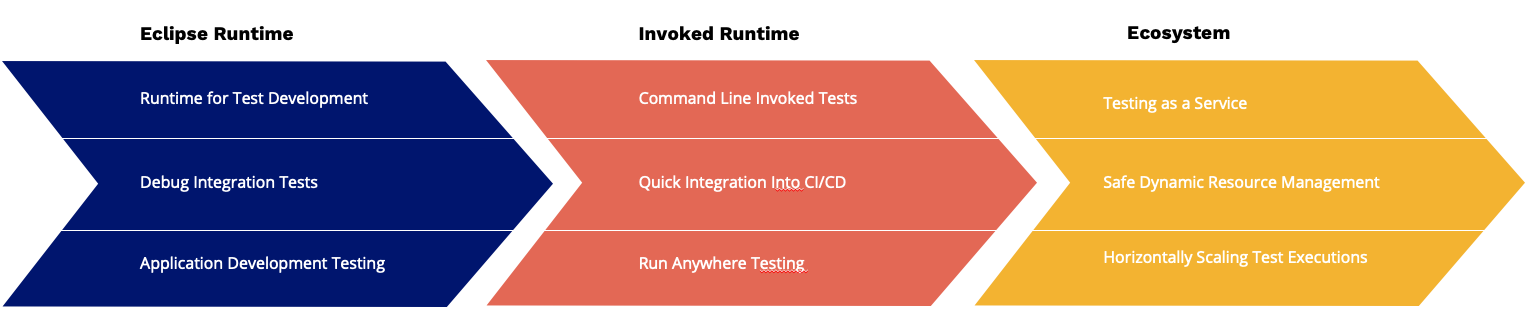 Eclipse Runtime
Runtime for Test Development
Debug Integration Tests
Application Development Testing
Invoked Runtime
Command Line Invoked Tests
Quick Integration Into CI/CD
Run Anywhere Testing
Ecosystem
Testing as a Service
Safe Dynamic Resource Management
Horizontally Scaling Test Executions